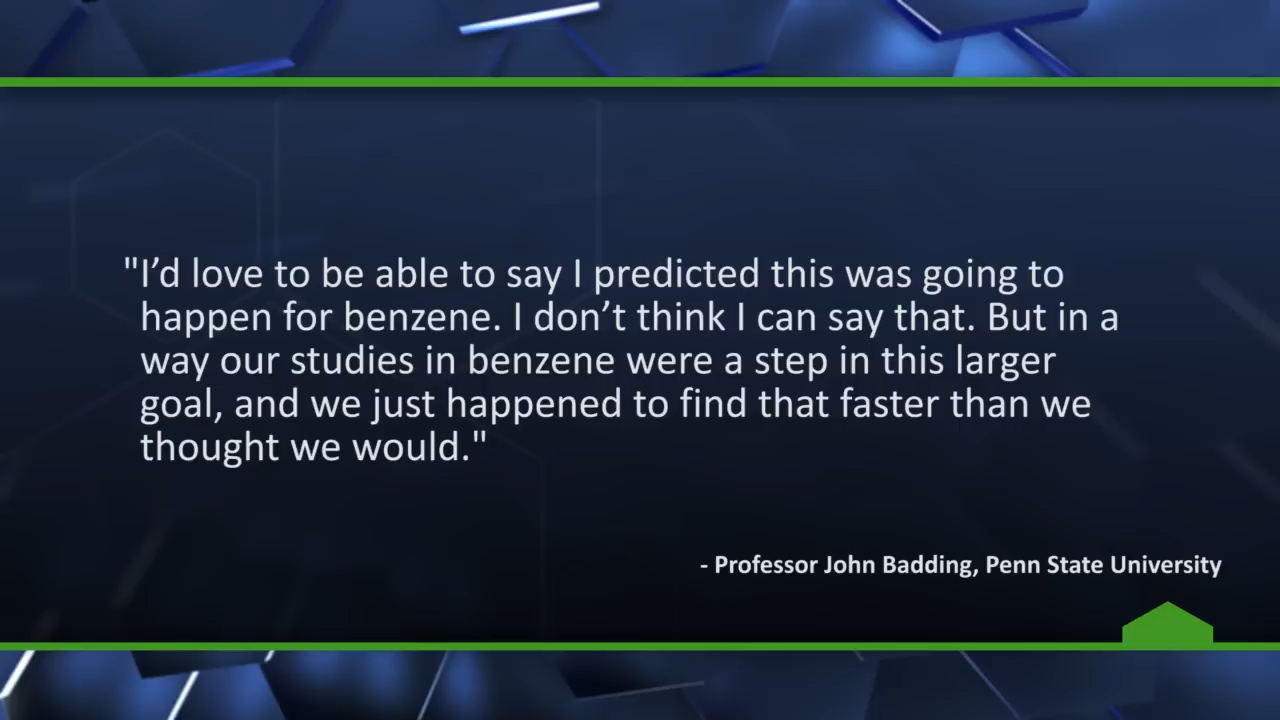 "I’d love to be able to say I predicted this was going to
happen for benzene. I don’t think I can say that. But in a
way our studies in benzene were a step in this larger
goal, and we just happened to find that faster than we
thought we would."
- Professor John Badding, Penn State University